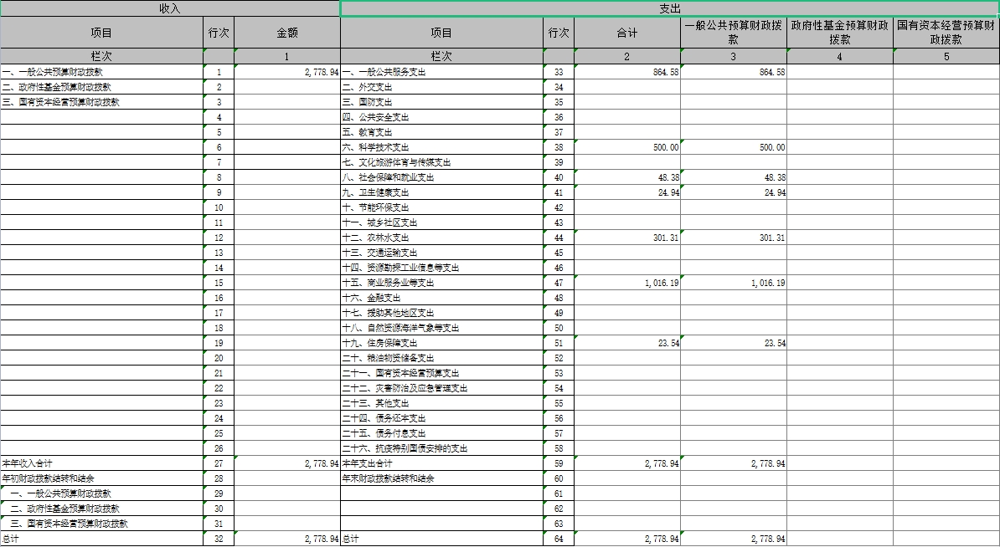 收入 支出
项目 行次 金额 项目 行次 合计 一般公共预算财政拨款 政府性基金预算财政拨款 国有资本经营预算财政拨款
栏次 1 栏次 2 3 4 5
一、一般公共预算财政拨款 1 2,778.94 一、一般公共服务支出 33 864.58 864.58
二、政府性基金预算财政拨款 2 二、外交支出 34
三、国有资本经营预算财政拨款 3 三、国防支出 35
4 四、公共安全支出 36
5 五、教育支出 37
6 六、科学技术支出 38 500.00 500.00
7 七、文化旅游体育与传媒支出 39
8 八、社会保障和就业支出 40 48.38 48.38
9 九、卫生健康支出 41 24.94 24.94
10 十、节能环保支出 42
11 十一、城乡社区支出 43
12 十二、农林水支出 44 301.31 301.31
13 十三、交通运输支出 45
14 十四、资源勘探工业信息等支出 46
15 十五、商业服务业等支出 47 1,016.19 1,016.19
16 十六、金融支出 48
17 十七、援助其他地区支出 49
18 十八、自然资源海洋气象等支出 50
19 十九、住房保障支出 51 23.54 23.54
20 二十、粮油物资储备支出 52
21 二十一、国有资本经营预算支出 53
22 二十二、灾害防治及应急管理支出 54
23 二十三、其他支出 55
24 二十四、债务还本支出 56
25 二十五、债务付息支出 57
26 二十六、抗疫特别国债安排的支出 58
本年收入合计 27 2,778.94 本年支出合计 59 2,778.94 2,778.94
年初财政拨款结转和结余 28 年末财政拨款结转和结余 60
一、一般公共预算财政拨款 29 61
二、政府性基金预算财政拨款 30 62
三、国有资本经营预算财政拨款 31 63
总计 32 2,778.94 总计 64 2,778.94 2,778.94